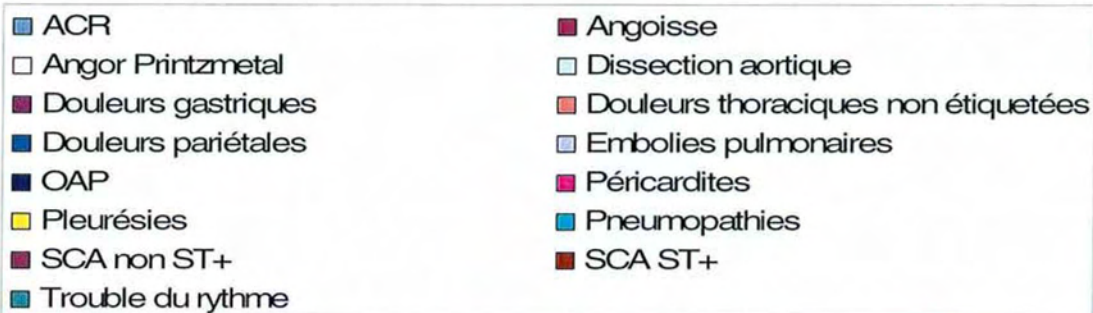 ACR
Angoisse
Angor Printzmetal
Dissection aortique
Douleurs gastriques
Douleurs thoraciques non étiquetées
Douleurs pariétales
Embolies pulmonaires
OAP
Péricardites
Pleurésies
Pneumopathies
SCA non ST+
SCA ST+
Trouble du rythme